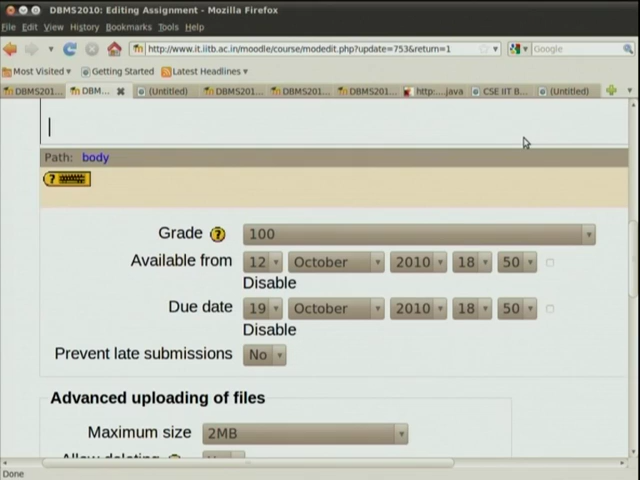 DBMS2010: Editing Assignment - Mozilla Firefox
File Edit View History Bookmarks Tools Help
http://www.it.iitb.ac.in/moodle/course/modedit.php?update=753&return=1
Google
Most Visited Getting Started Latest Headlines
DBMS201... DBM... (Untitled) DBMS201... DBMS201... DBMS201... http:....java CSE IIT B... (Untitled)
Path: body
?
Grade ? 100
Available from 12 October 2010 18 50
Disable
Due date 19 October 2010 18 50
Disable
Prevent late submissions No
Advanced uploading of files
Maximum size 2MB
Allow deleting
Done